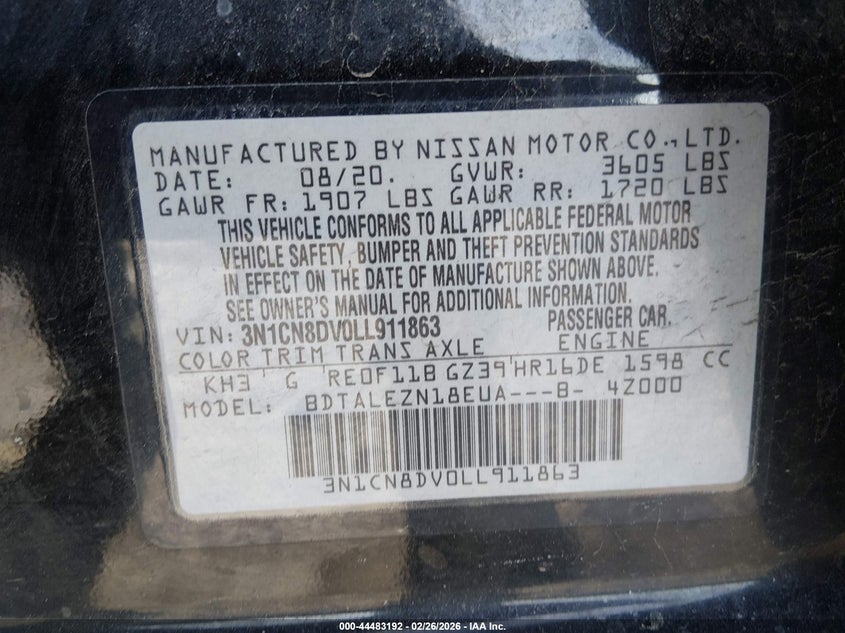 MANUFACTURED BY NISSAN MOTOR CO.,LTD.
DATE: 08/20. GVWR: 3605 LBS
GAWR FR: 1907 LBS GAWR RR: 1720 LBS
THIS VEHICLE CONFORMS TO ALL APPLICABLE FEDERAL MOTOR
VEHICLE SAFETY, BUMPER AND THEFT PREVENTION STANDARDS
IN EFFECT ON THE DATE OF MANUFACTURE SHOWN ABOVE.
SEE OWNER'S MANUAL FOR ADDITIONAL INFORMATION.
VIN: 3N1CN8DV0LL911863 PASSENGER CAR.
COLOR TRIM TRANS AXLE ENGINE
KH3 G RE0F11B GZ39 HR16DE 1598 CC
MODEL: BDTALEZN18EUA---B- 4Z000
3N1CN8DV0LL911863
000-44483192 - 02/26/2026 - IAA Inc.